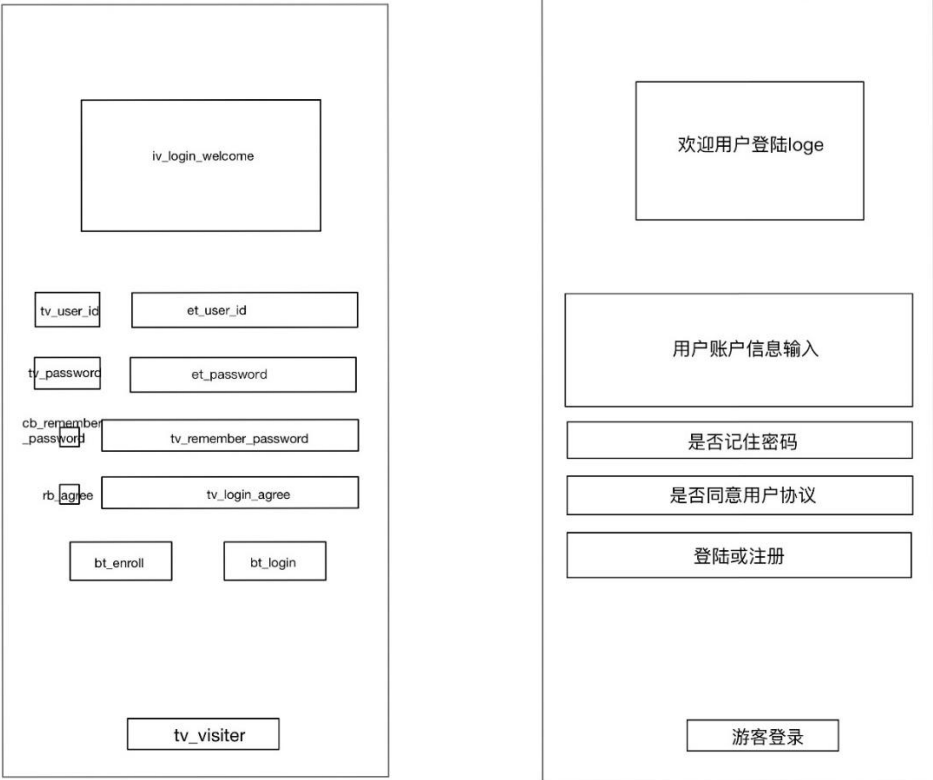 iv_login_welcome
tv_user_id
et_user_id
tv_password
et_password
cb_remember
_password
tv_remember_password
rb_agree
tv_login_agree
bt_enroll
bt_login
tv_visiter
欢迎用户登陆loge
用户账户信息输入
是否记住密码
是否同意用户协议
登陆或注册
游客登录